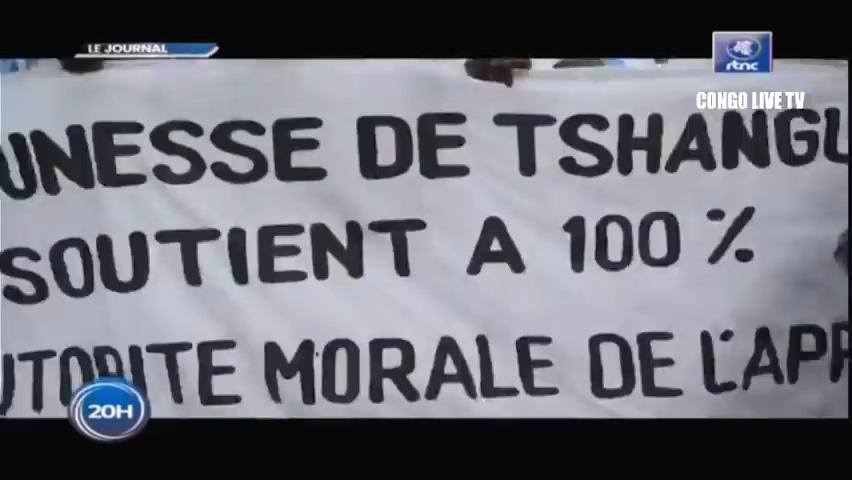 LE JOURNAL
rtnc
CONGO LIVE TV
UNESSE DE TSHANGU
SOUTIENT A 100 %
UTORITE MORALE DE L'APP
20H